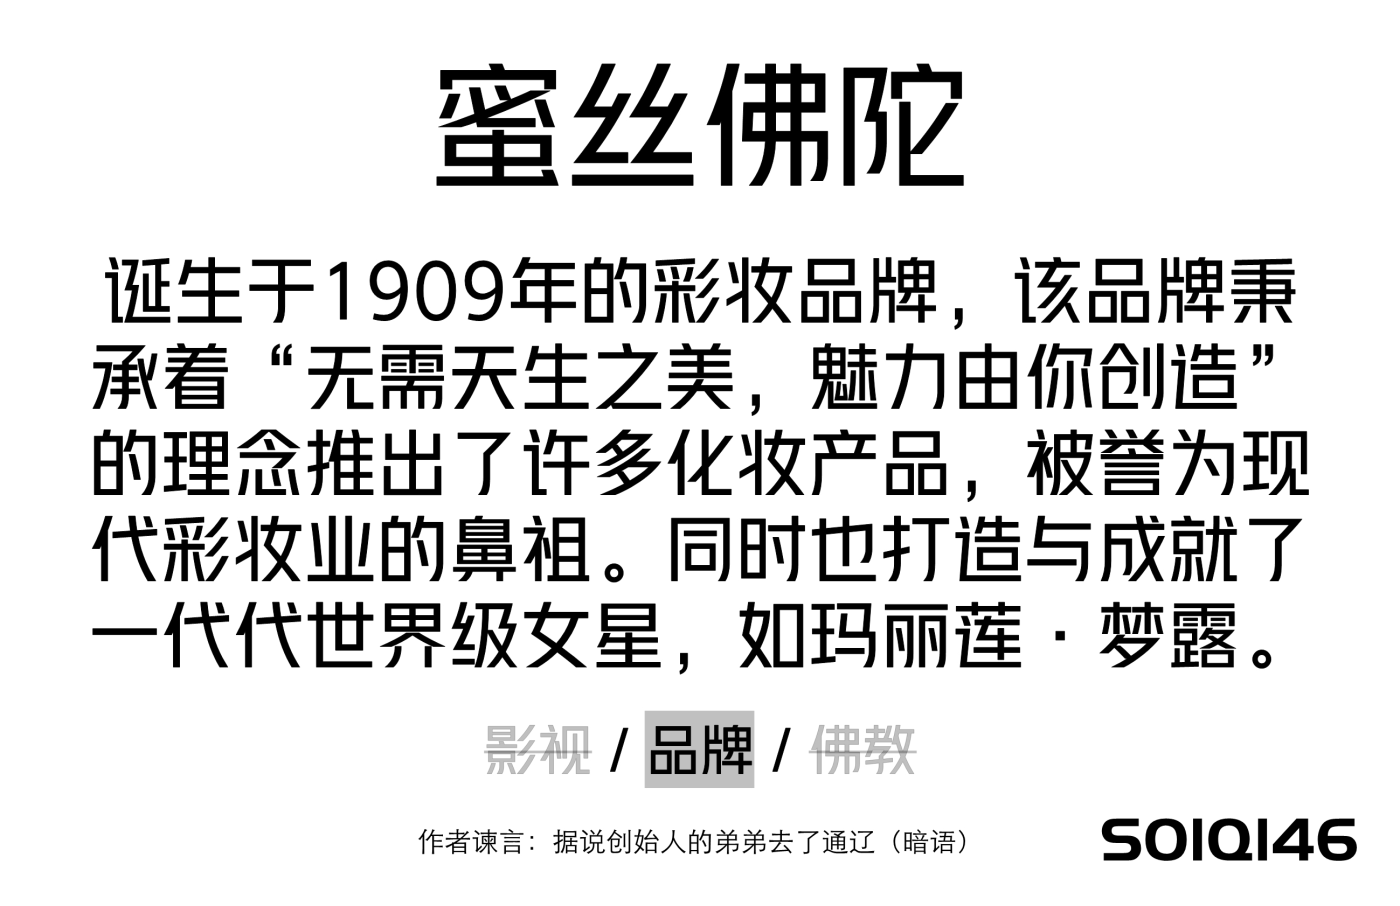 蜜丝佛陀
诞生于1909年的彩妆品牌，该品牌秉
承着“无需天生之美，魅力由你创造”
的理念推出了许多化妆产品，被誉为现
代彩妆业的鼻祖。同时也打造与成就了
一代代世界级女星，如玛丽莲·梦露。
影视 / 品牌 / 佛教
作者谏言：据说创始人的弟弟去了通辽（暗语）
SOIQI46